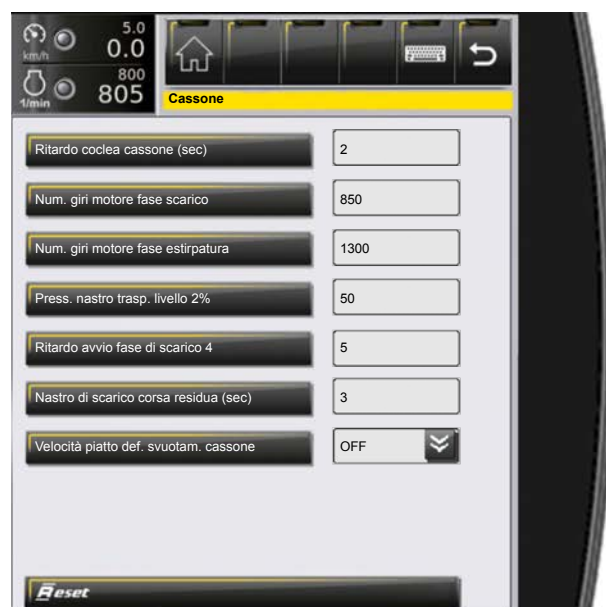 5.0
km/h 0.0
800
1/min 805
Cassone
Ritardo coclea cassone (sec) 2
Num. giri motore fase scarico 850
Num. giri motore fase estirpatura 1300
Press. nastro trasp. livello 2% 50
Ritardo avvio fase di scarico 4 5
Nastro di scarico corsa residua (sec) 3
Velocità piatto def. svuotam. cassone OFF
Reset